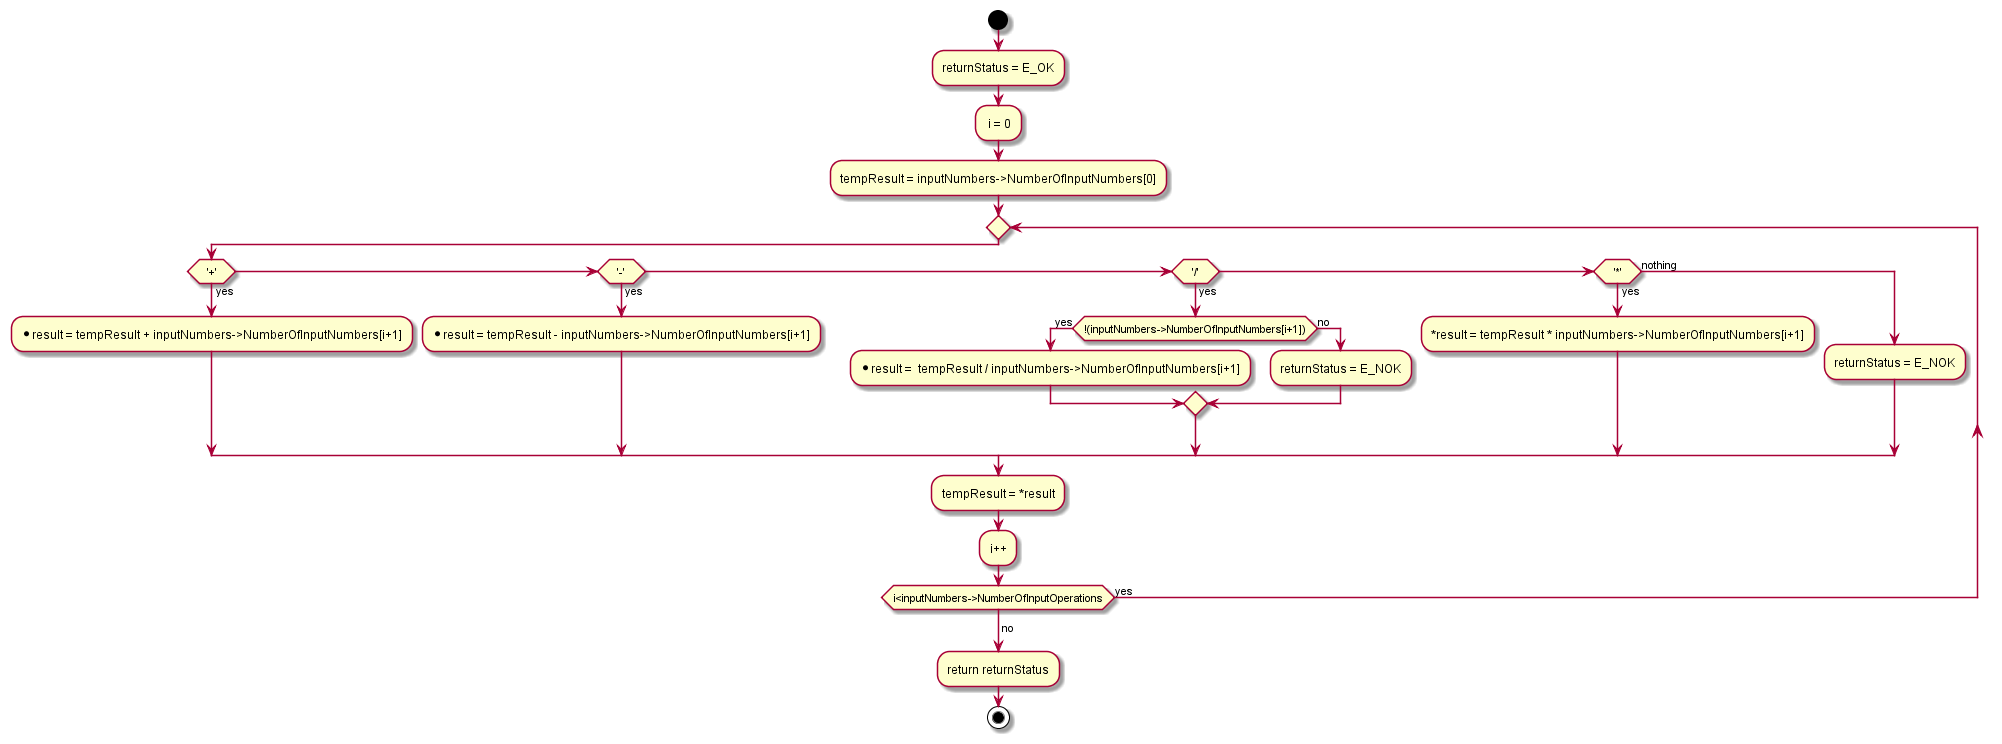 returnStatus = E_OK
i = 0
tempResult = inputNumbers->NumberOfInputNumbers[0]
'+'
'-'
'/'
'*'
nothing
yes
yes
yes
yes
•result = tempResult + inputNumbers->NumberOfInputNumbers[i+1]
•result = tempResult - inputNumbers->NumberOfInputNumbers[i+1]
yes
!(inputNumbers->NumberOfInputNumbers[i+1])
no
*result = tempResult * inputNumbers->NumberOfInputNumbers[i+1]
•result =  tempResult / inputNumbers->NumberOfInputNumbers[i+1]
returnStatus = E_NOK
returnStatus = E_NOK
tempResult = *result
i++
i<inputNumbers->NumberOfInputOperations
yes
no
return returnStatus